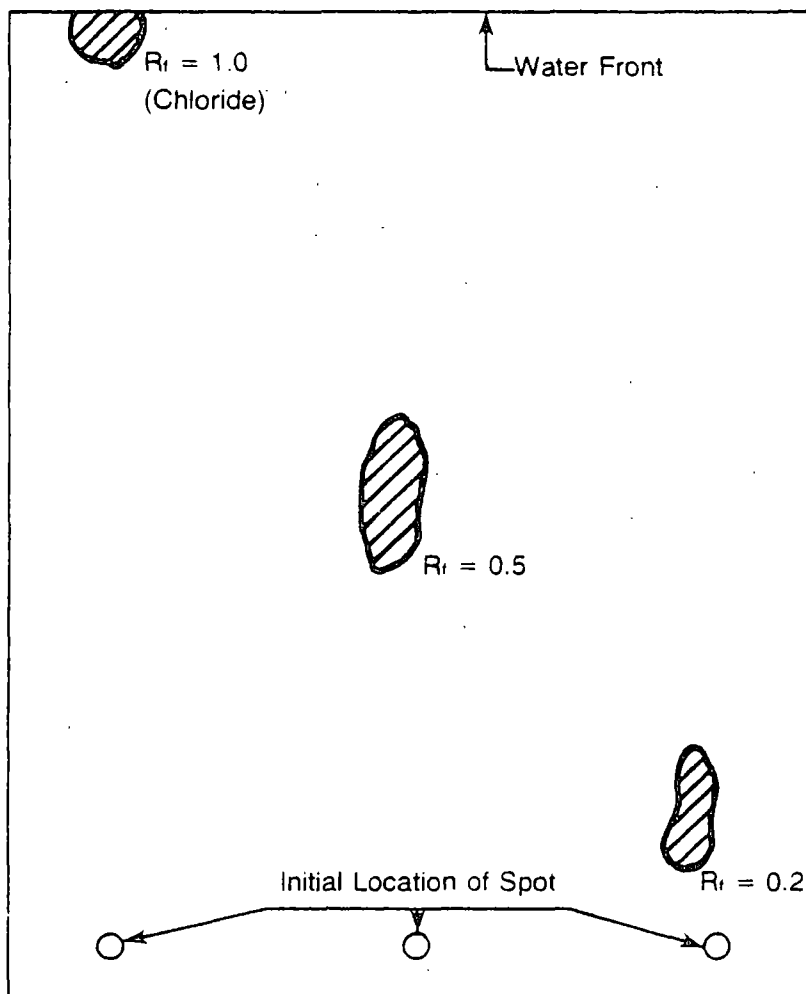 Rf = 1.0
(Chloride)
Water Front
Rf = 0.5
Rf = 0.2
Initial Location of Spot